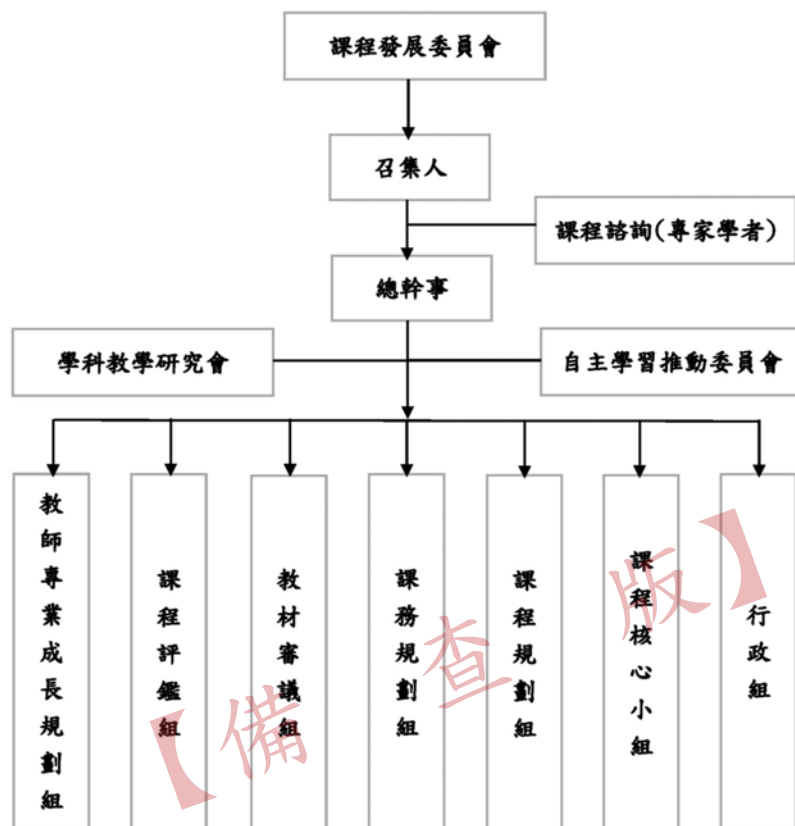 課程發展委員會
召集人
課程諮詢(專家學者)
總幹事
學科教學研究會
自主學習推動委員會
教師專業成長規劃組
課程評鑑組
教材審議組
課務規劃組
課程規劃組
課程核心小組
行政組
【備查版】